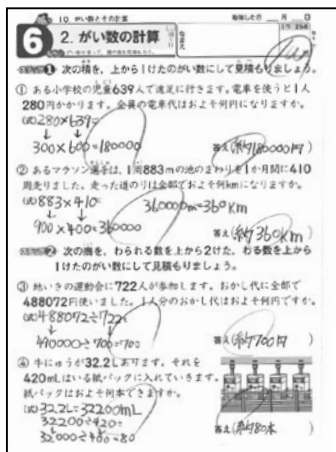 10. がい数とその計算
勉強した日 月 日
6
2. がい数の計算
① 次の積を、上から1けたのがい数にして見積もりましょう。
① ある小学校の児童639人で遠足に行きます。電車を使うと1人
280円かかります。全員の電車代はおよそ何円になりますか。
(式)280×639=
↓ ↓
300×600=180000
答え(約180000円)
② あるマラソン選手は、1周883mの池のまわりを1か月間に410
周走りました。走った道のりは全部でおよそ何kmになりますか。
(式)883×410=
↓ ↓
900×400=360000
360000m=360km
答え(約360km)
② 次の商を、わられる数を上から2けた、わる数を上から
1けたのがい数にして見積もりましょう。
③ 地いきの運動会に722人が参加します。おかし代に全部で
488072円使いました。1人分のおかし代はおよそ何円ですか。
(式)488072÷722=
↓ ↓
490000÷700=700
答え(約700円)
④ 牛にゅうが32.2Lあります。それを
420mLはいる紙パックに入れていきます。
紙パックはおよそ何本できますか。
(式)32.2L=32200mL
32200÷420=
↓ ↓
32000÷400=80
答え(約80本)